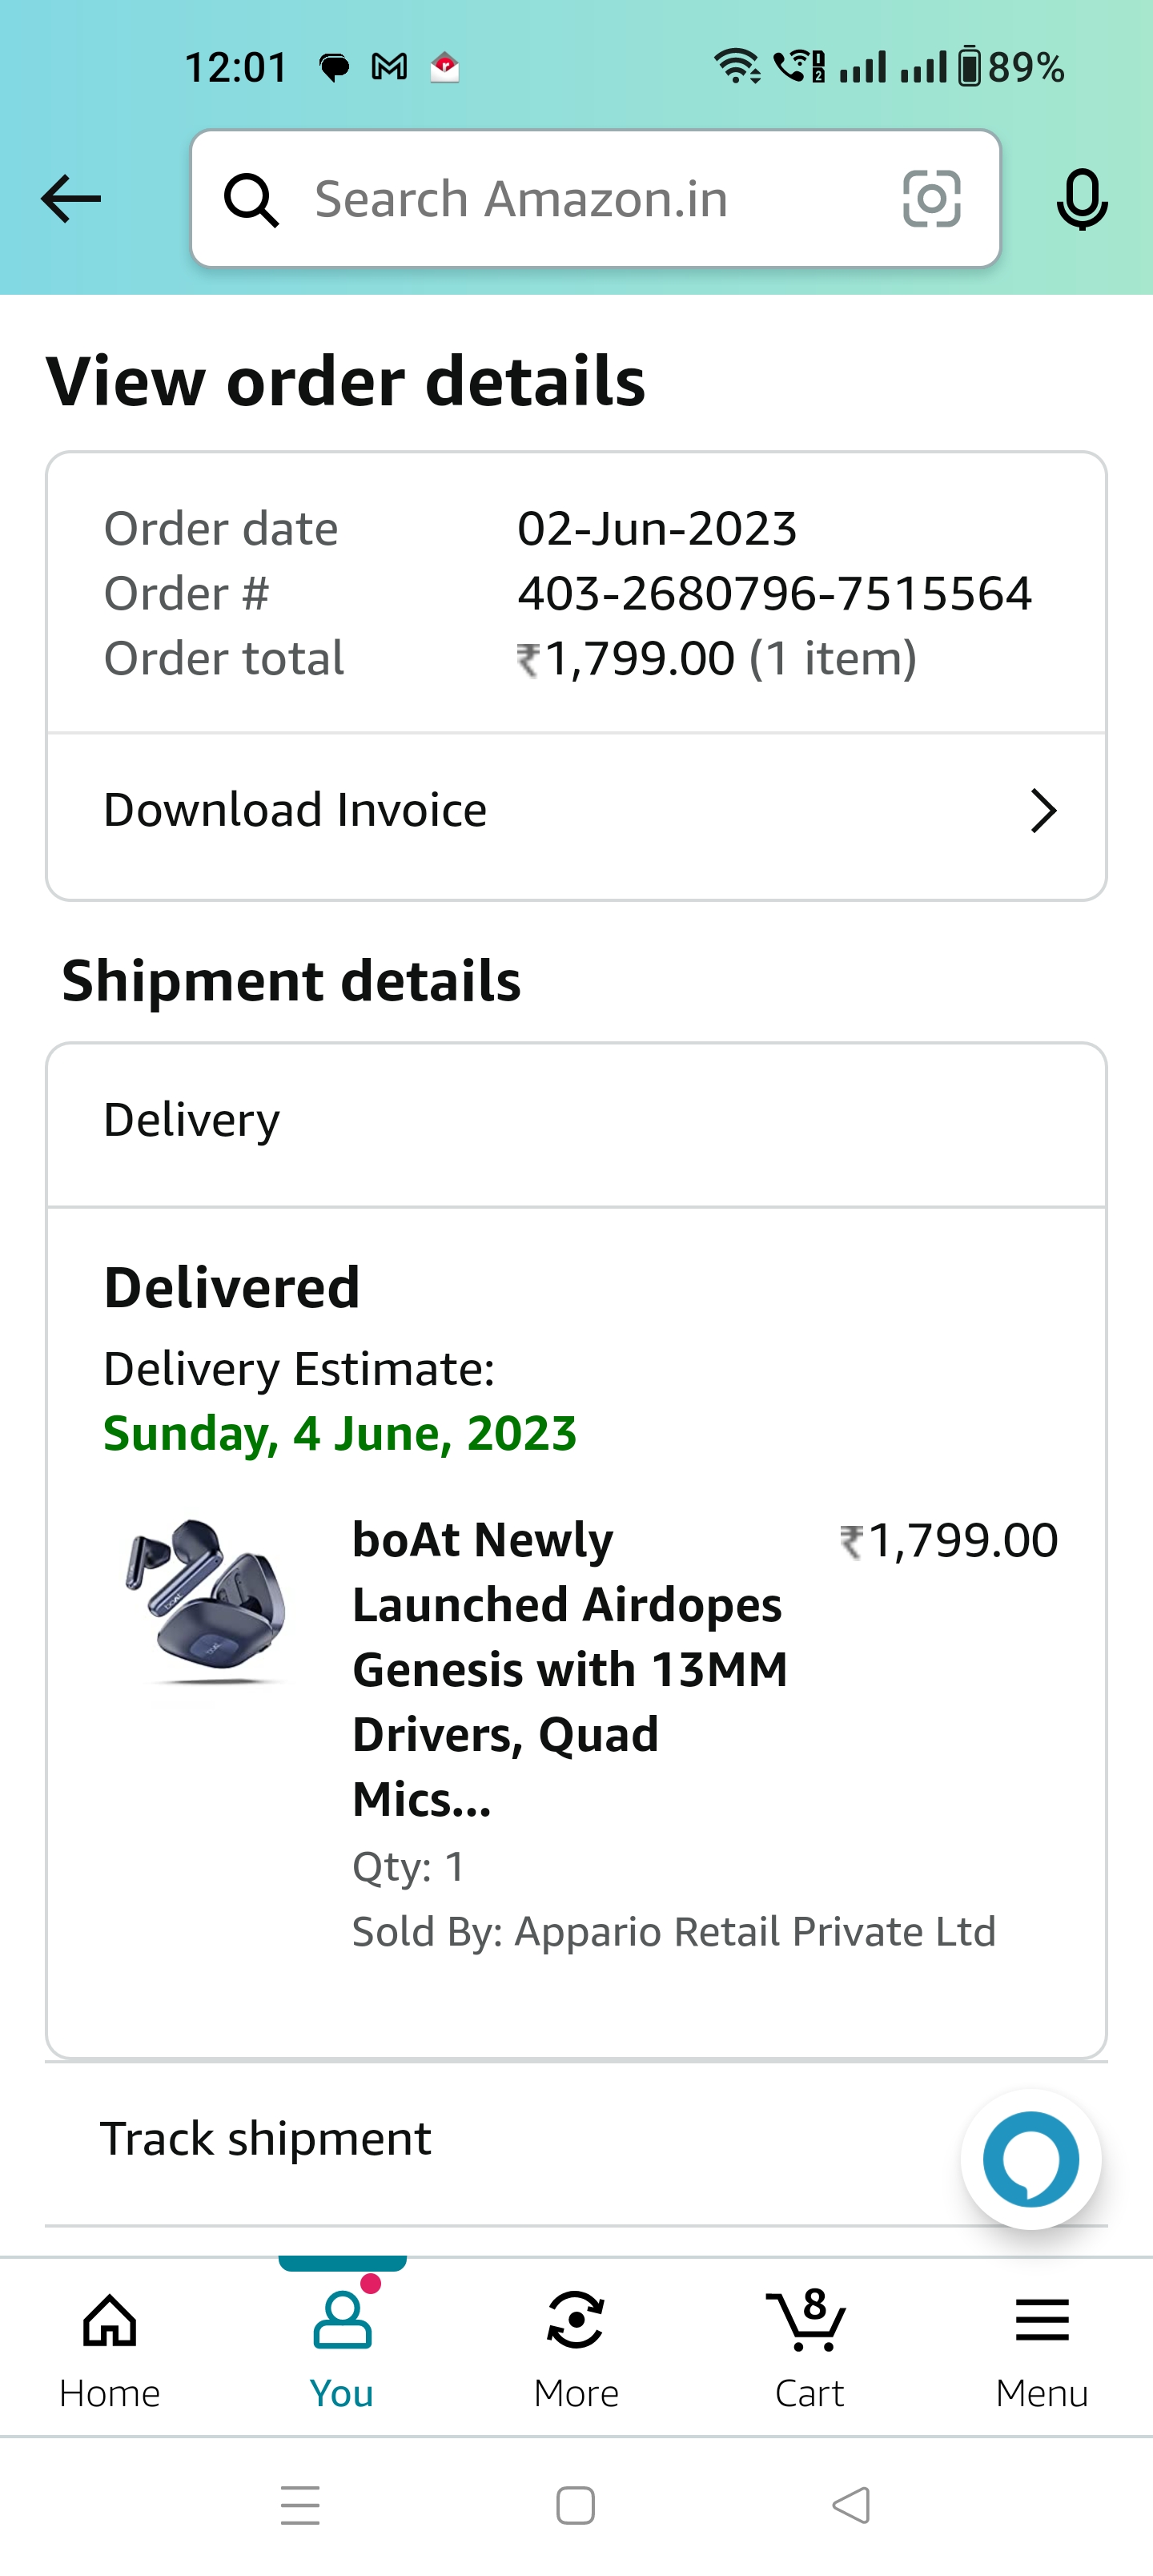 12:01 89%
Search Amazon.in
View order details
Order date 02-Jun-2023
Order # 403-2680796-7515564
Order total ₹1,799.00 (1 item)
Download Invoice
Shipment details
Delivery
Delivered
Delivery Estimate:
Sunday, 4 June, 2023
boAt Newly ₹1,799.00
Launched Airdopes
Genesis with 13MM
Drivers, Quad
Mics...
Qty: 1
Sold By: Appario Retail Private Ltd
Track shipment
8
Home You More Cart Menu